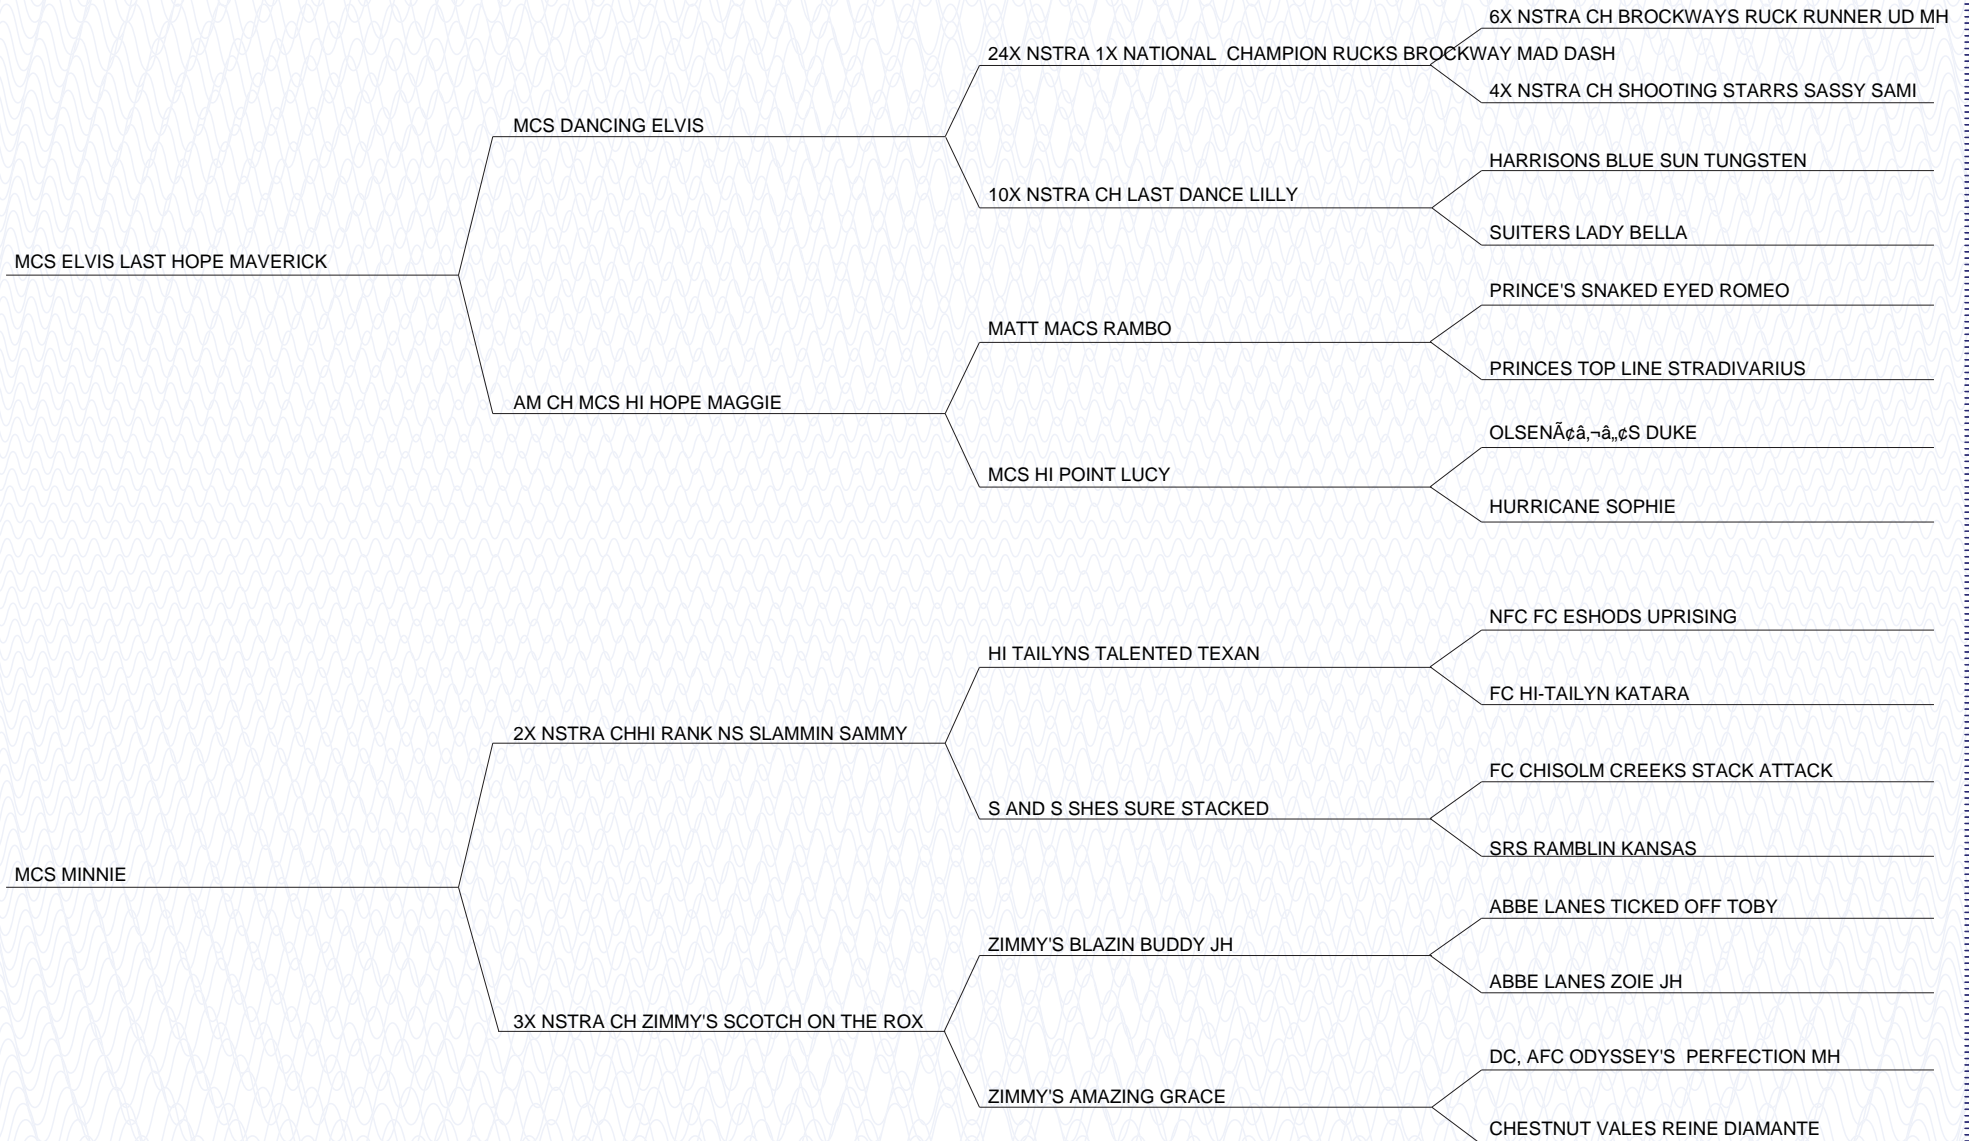 6X NSTRA CH BROCKWAYS RUCK RUNNER UD MH
24X NSTRA 1X NATIONAL  CHAMPION RUCKS BROCKWAY MAD DASH
4X NSTRA CH SHOOTING STARRS SASSY SAMI
MCS DANCING ELVIS
HARRISONS BLUE SUN TUNGSTEN
10X NSTRA CH LAST DANCE LILLY
SUITERS LADY BELLA
MCS ELVIS LAST HOPE MAVERICK
PRINCE'S SNAKED EYED ROMEO
MATT MACS RAMBO
PRINCES TOP LINE STRADIVARIUS
AM CH MCS HI HOPE MAGGIE
OLSENÃ¢â‚¬â„¢S DUKE
MCS HI POINT LUCY
HURRICANE SOPHIE
NFC FC ESHODS UPRISING
HI TAILYNS TALENTED TEXAN
FC HI-TAILYN KATARA
2X NSTRA CHHI RANK NS SLAMMIN SAMMY
FC CHISOLM CREEKS STACK ATTACK
S AND S SHES SURE STACKED
SRS RAMBLIN KANSAS
MCS MINNIE
ABBE LANES TICKED OFF TOBY
ZIMMY'S BLAZIN BUDDY JH
ABBE LANES ZOIE JH
3X NSTRA CH ZIMMY'S SCOTCH ON THE ROX
DC, AFC ODYSSEY'S  PERFECTION MH
ZIMMY'S AMAZING GRACE
CHESTNUT VALES REINE DIAMANTE